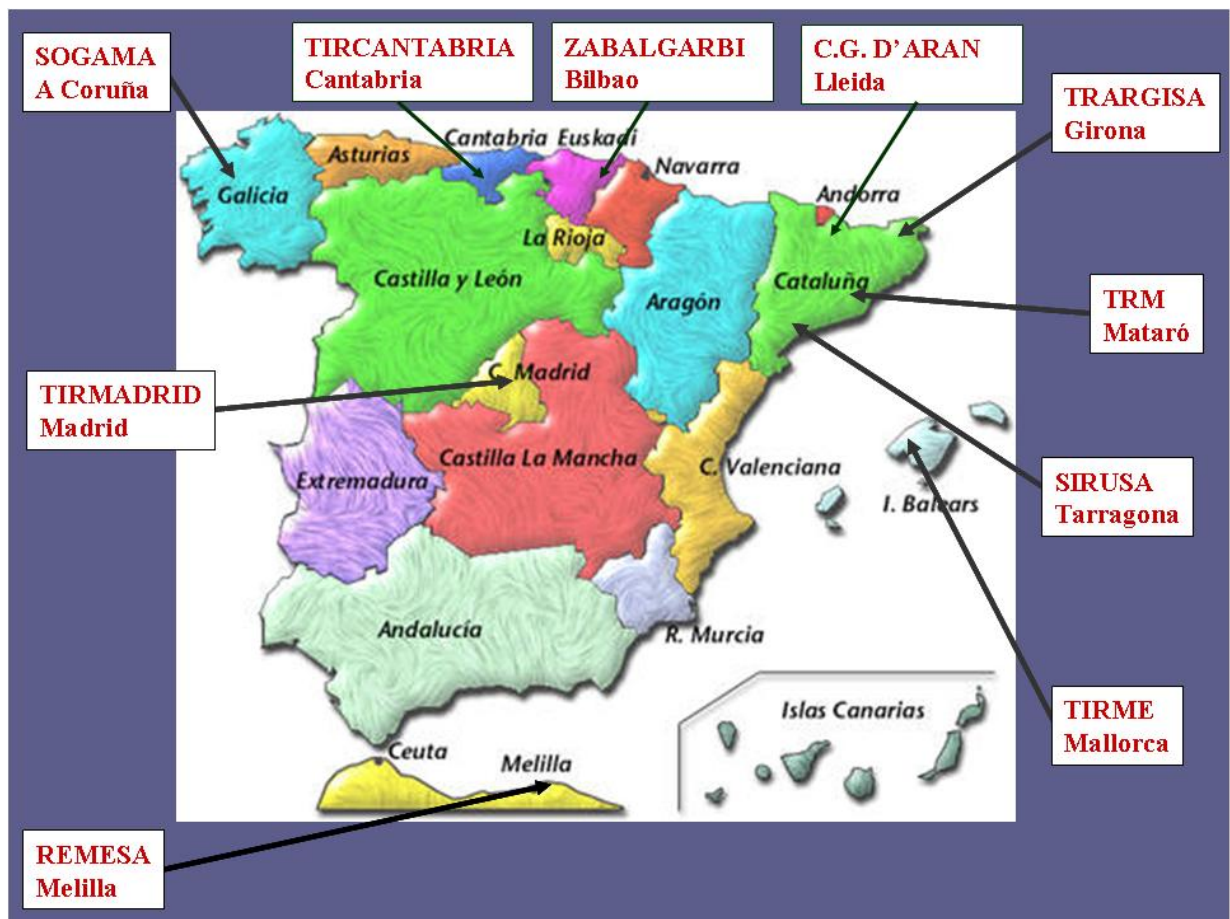 SOGAMA
A Coruña
TIRCANTABRIA
Cantabria
ZABALGARBI
Bilbao
C.G. D’ARAN
Lleida
TRARGISA
Girona
Cantabria
Euskadi
Asturias
Navarra
Galicia
Andorra
La Rioja
Castilla y León
Aragón
Cataluña
TRM
Mataró
C. Madrid
TIRMADRID
Madrid
Castilla La Mancha
C. Valenciana
Extremadura
I. Balears
SIRUSA
Tarragona
Andalucía
R. Murcia
Islas Canarias
TIRME
Mallorca
Ceuta
Melilla
REMESA
Melilla